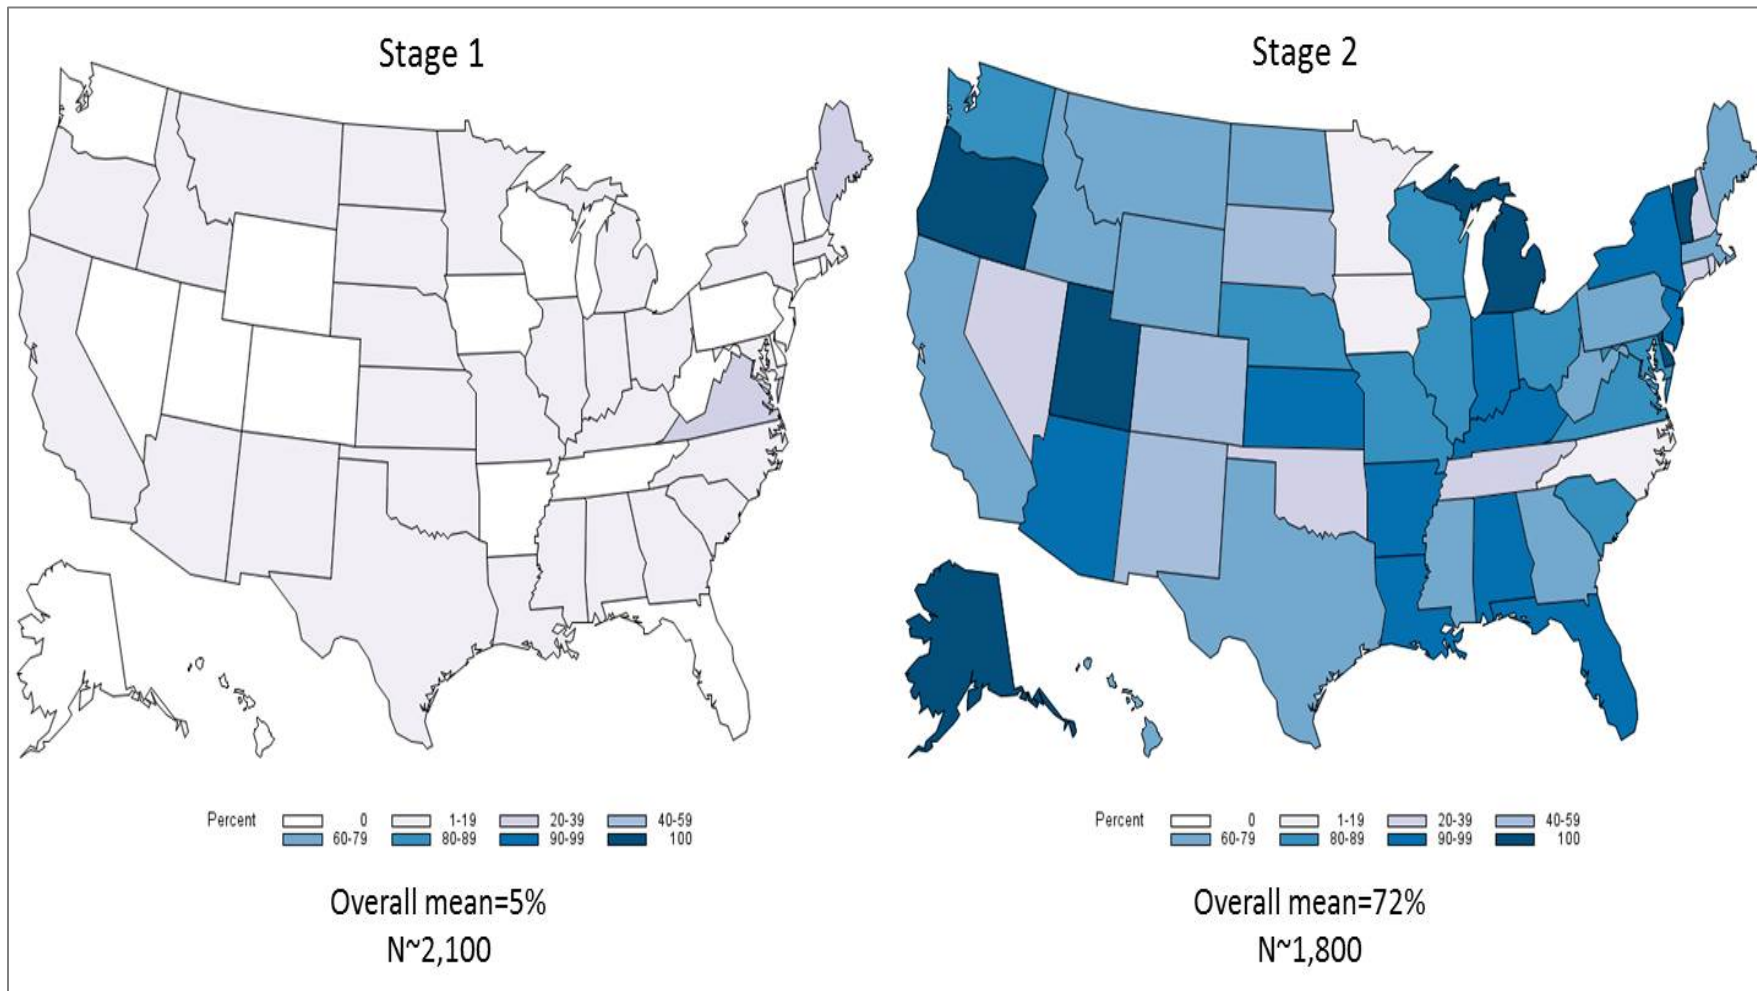 Stage 1
Percent 0 1-19 20-39 40-59
60-79 80-89 90-99 100
Overall mean=5%
N~2,100
Stage 2
Percent 0 1-19 20-39 40-59
60-79 80-89 90-99 100
Overall mean=72%
N~1,800